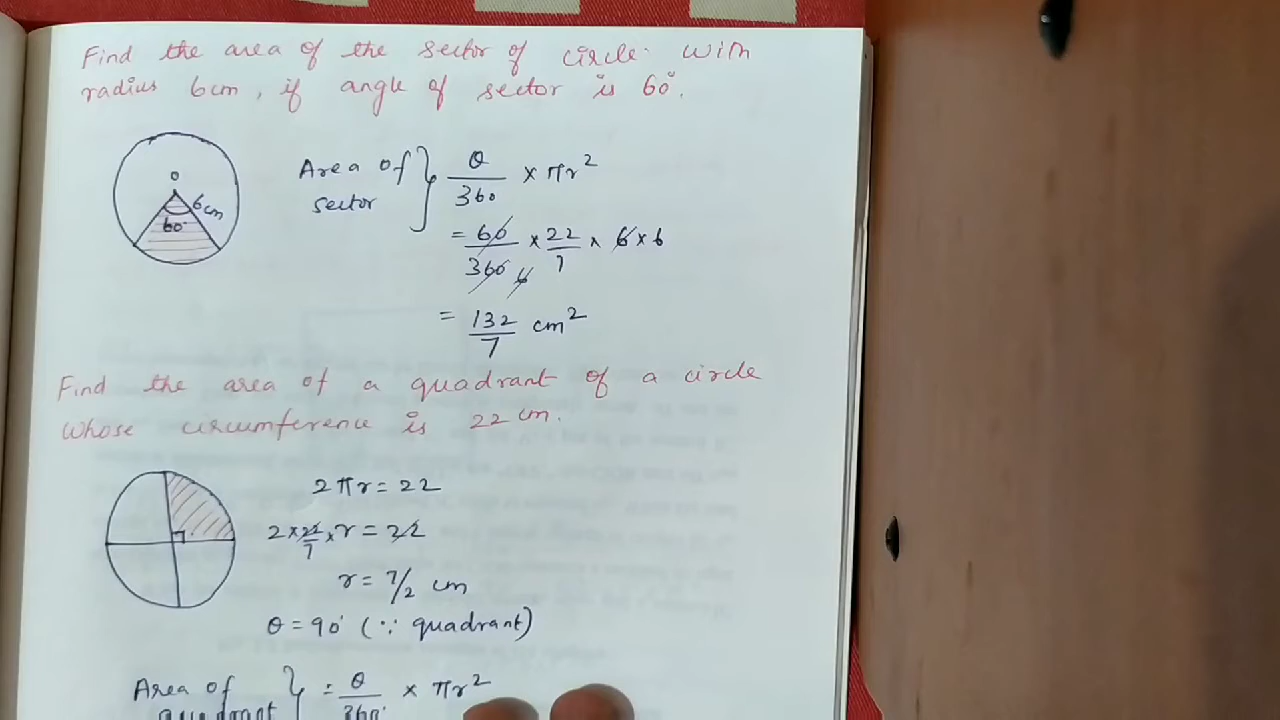 Find the area of the sector of circle with
radius 6cm, if angle of sector is 60°.
O
6cm
60°
Area of } θ/360 × πr²
sector
= 60/360 6 × 22/7 × 6×6
= 132/7 cm²
Find the area of a quadrant of a circle
whose circumference is 22 cm.
2πr = 22
2×22/7×r = 22
r = 7/2 cm
θ = 90° (∵ quadrant)
Area of } = θ/360° × πr²
quadrant